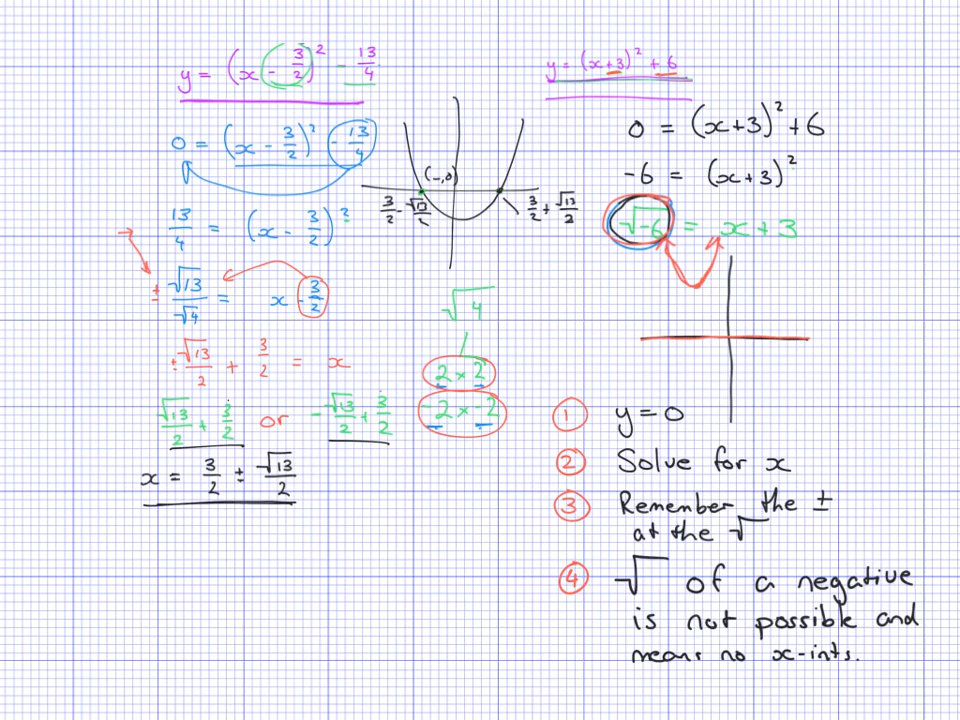 y = (x - 3/2)² - 13/4
0 = (x - 3/2)² - 13/4
13/4 = (x - 3/2)²
± √13/√4 = x - 3/2
± √13/2 + 3/2 = x
√13/2 + 3/2 or -√13/2 + 3/2
x = 3/2 ± √13/2
(-,0)
3/2 - √13/2
3/2 + √13/2
√4
2 × 2
-2 × -2
y = (x+3)² + 6
0 = (x+3)² + 6
-6 = (x+3)²
√-6 = x + 3
① y = 0
② Solve for x
③ Remember the ±
at the √
④ √ of a negative
is not possible and
means no x-ints.